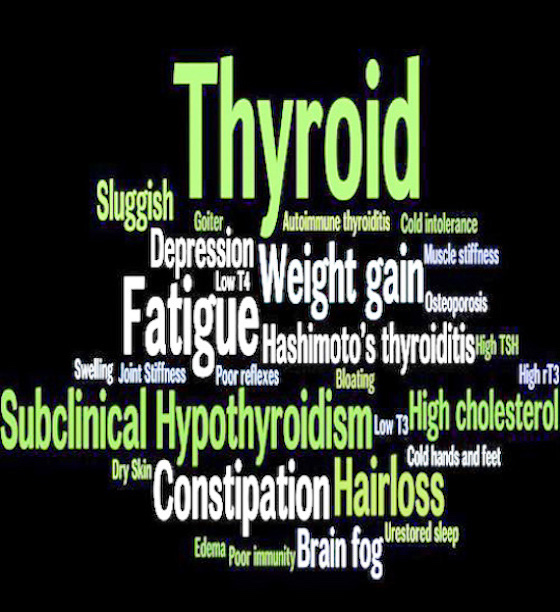 Thyroid
Sluggish
Goiter
Autoimmune thyroiditis
Cold intolerance
Depression
Weight gain
Muscle stiffness
Low T4
Fatigue
Osteoporosis
Hashimoto's thyroiditis
High TSH
Swelling
Joint Stiffness
Poor reflexes
Bloating
High rT3
Subclinical Hypothyroidism
Low T3
High cholesterol
Cold hands and feet
Dry Skin
Constipation
Hairloss
Urestored sleep
Edema
Poor immunity
Brain fog